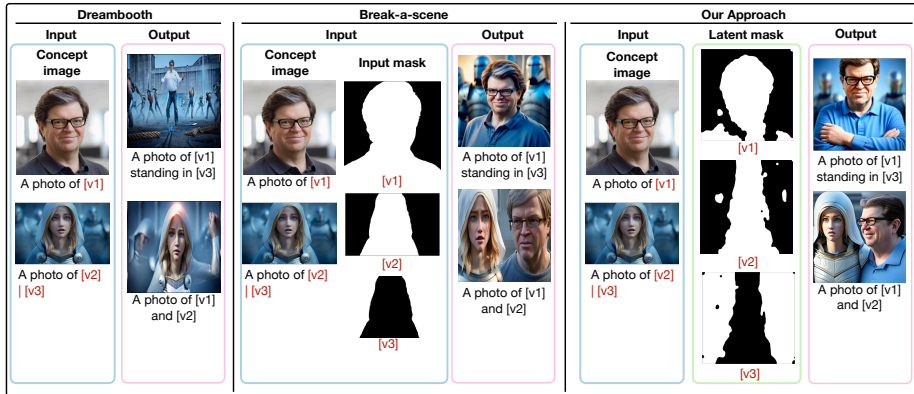 Dreambooth
Input
Output
Concept
image
A photo of [v1]
A photo of [v2]
| [v3]
A photo of [v1]
standing in [v3]
A photo of [v1]
and [v2]
Break-a-scene
Input
Output
Concept
image
Input mask
A photo of [v1]
[v1]
A photo of [v2]
| [v3]
[v2]
[v3]
A photo of [v1]
standing in [v3]
A photo of [v1]
and [v2]
Our Approach
Input
Latent mask
Output
Concept
image
A photo of [v1]
A photo of [v2]
| [v3]
[v1]
[v2]
[v3]
A photo of [v1]
standing in [v3]
A photo of [v1]
and [v2]